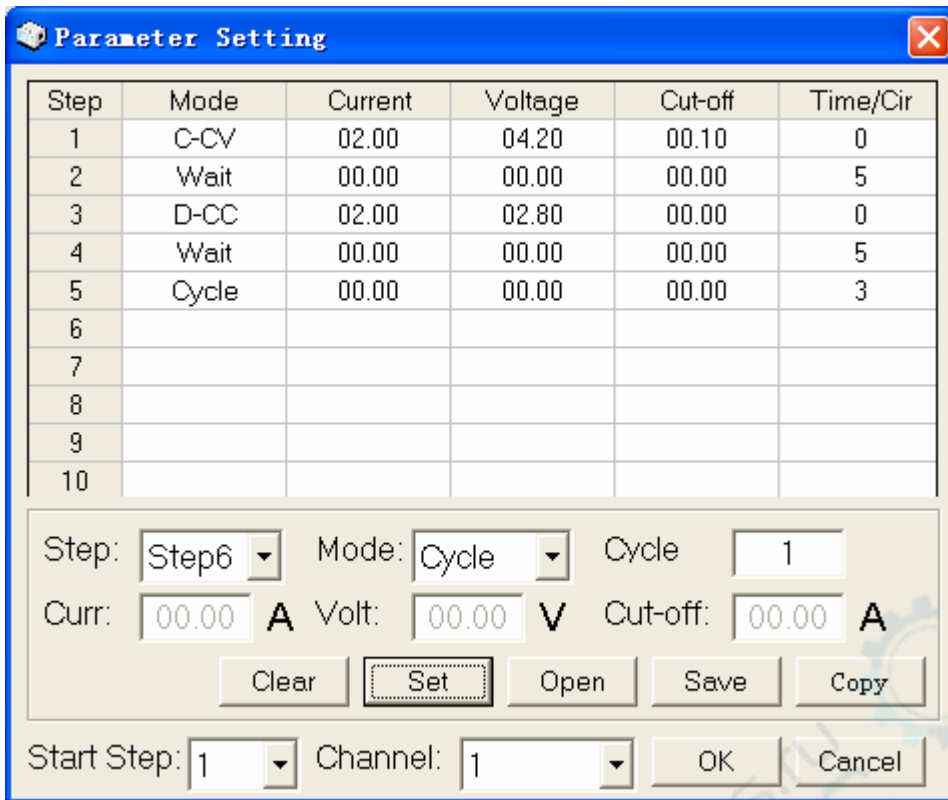 Parameter Setting
Step Mode Current Voltage Cut-off Time/Cir
1 C-CV 02.00 04.20 00.10 0
2 Wait 00.00 00.00 00.00 5
3 D-CC 02.00 02.80 00.00 0
4 Wait 00.00 00.00 00.00 5
5 Cycle 00.00 00.00 00.00 3
6
7
8
9
10
Step: Step6 Mode: Cycle Cycle 1
Curr: 00.00 A Volt: 00.00 V Cut-off: 00.00 A
Clear Set Open Save Copy
Start Step: 1 Channel: 1 OK Cancel